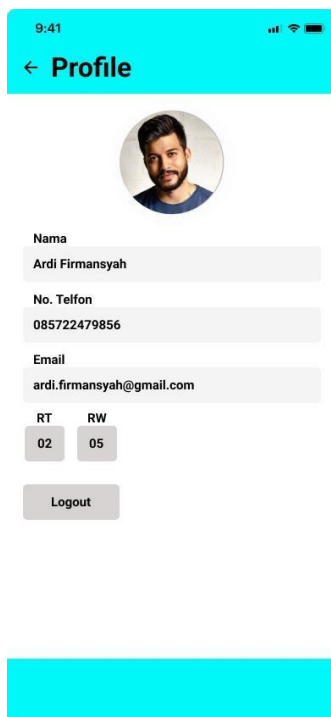 9:41
← Profile
Nama
Ardi Firmansyah
No. Telfon
085722479856
Email
ardi.firmansyah@gmail.com
RT RW
02 05
Logout